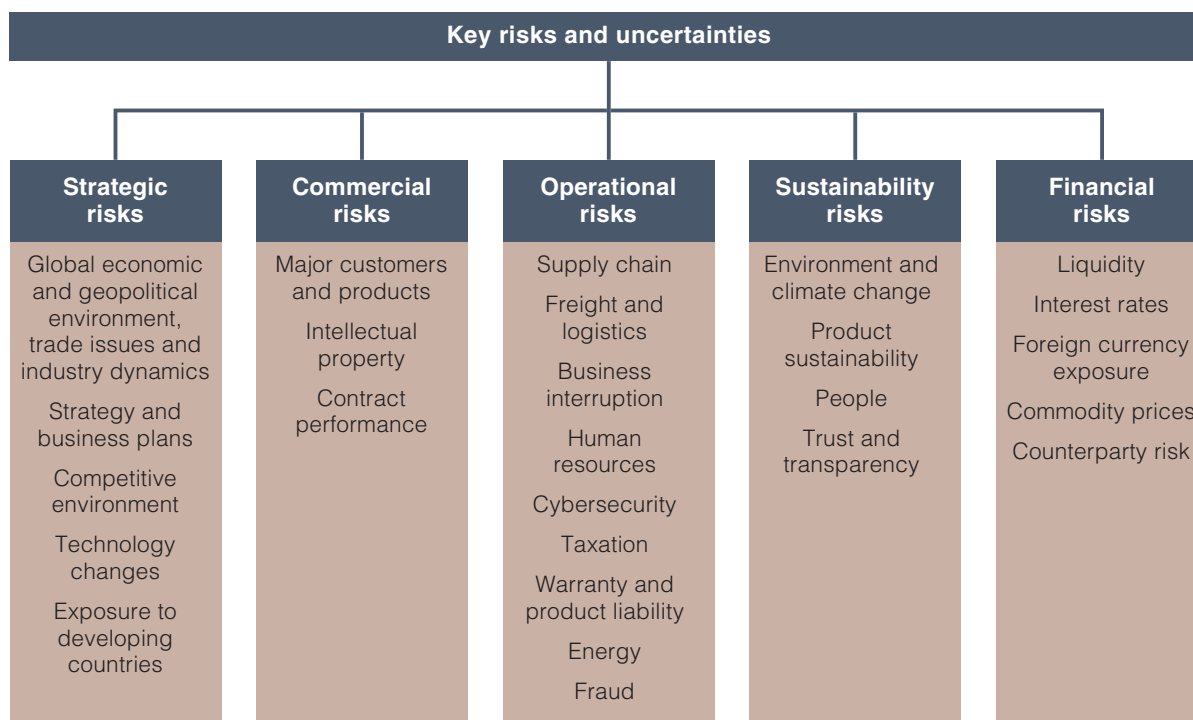 Key risks and uncertainties
Strategic
risks
Global economic
and geopolitical
environment,
trade issues and
industry dynamics
Strategy and
business plans
Competitive
environment
Technology
changes
Exposure to
developing
countries
Commercial
risks
Major customers
and products
Intellectual
property
Contract
performance
Operational
risks
Supply chain
Freight and
logistics
Business
interruption
Human
resources
Cybersecurity
Taxation
Warranty and
product liability
Energy
Fraud
Sustainability
risks
Environment and
climate change
Product
sustainability
People
Trust and
transparency
Financial
risks
Liquidity
Interest rates
Foreign currency
exposure
Commodity prices
Counterparty risk